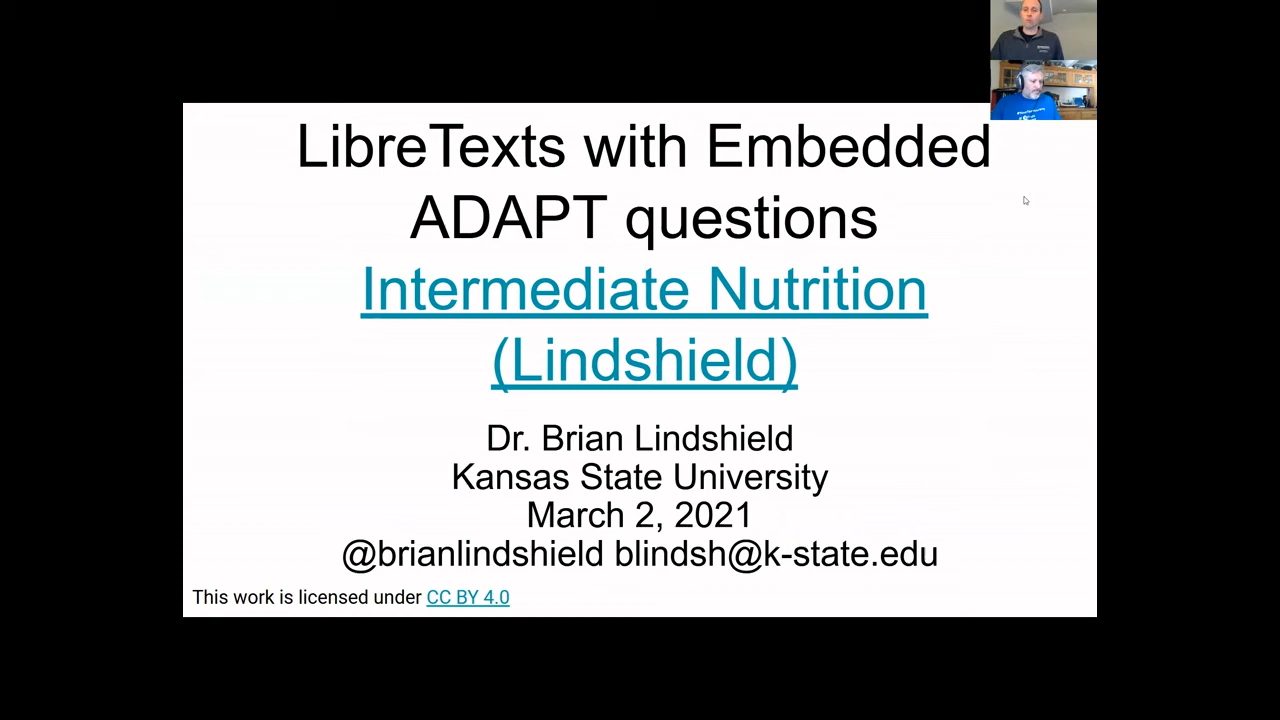 LibreTexts with Embedded
ADAPT questions
Intermediate Nutrition
(Lindshield)
Dr. Brian Lindshield
Kansas State University
March 2, 2021
@brianlindshield blindsh@k-state.edu
This work is licensed under CC BY 4.0